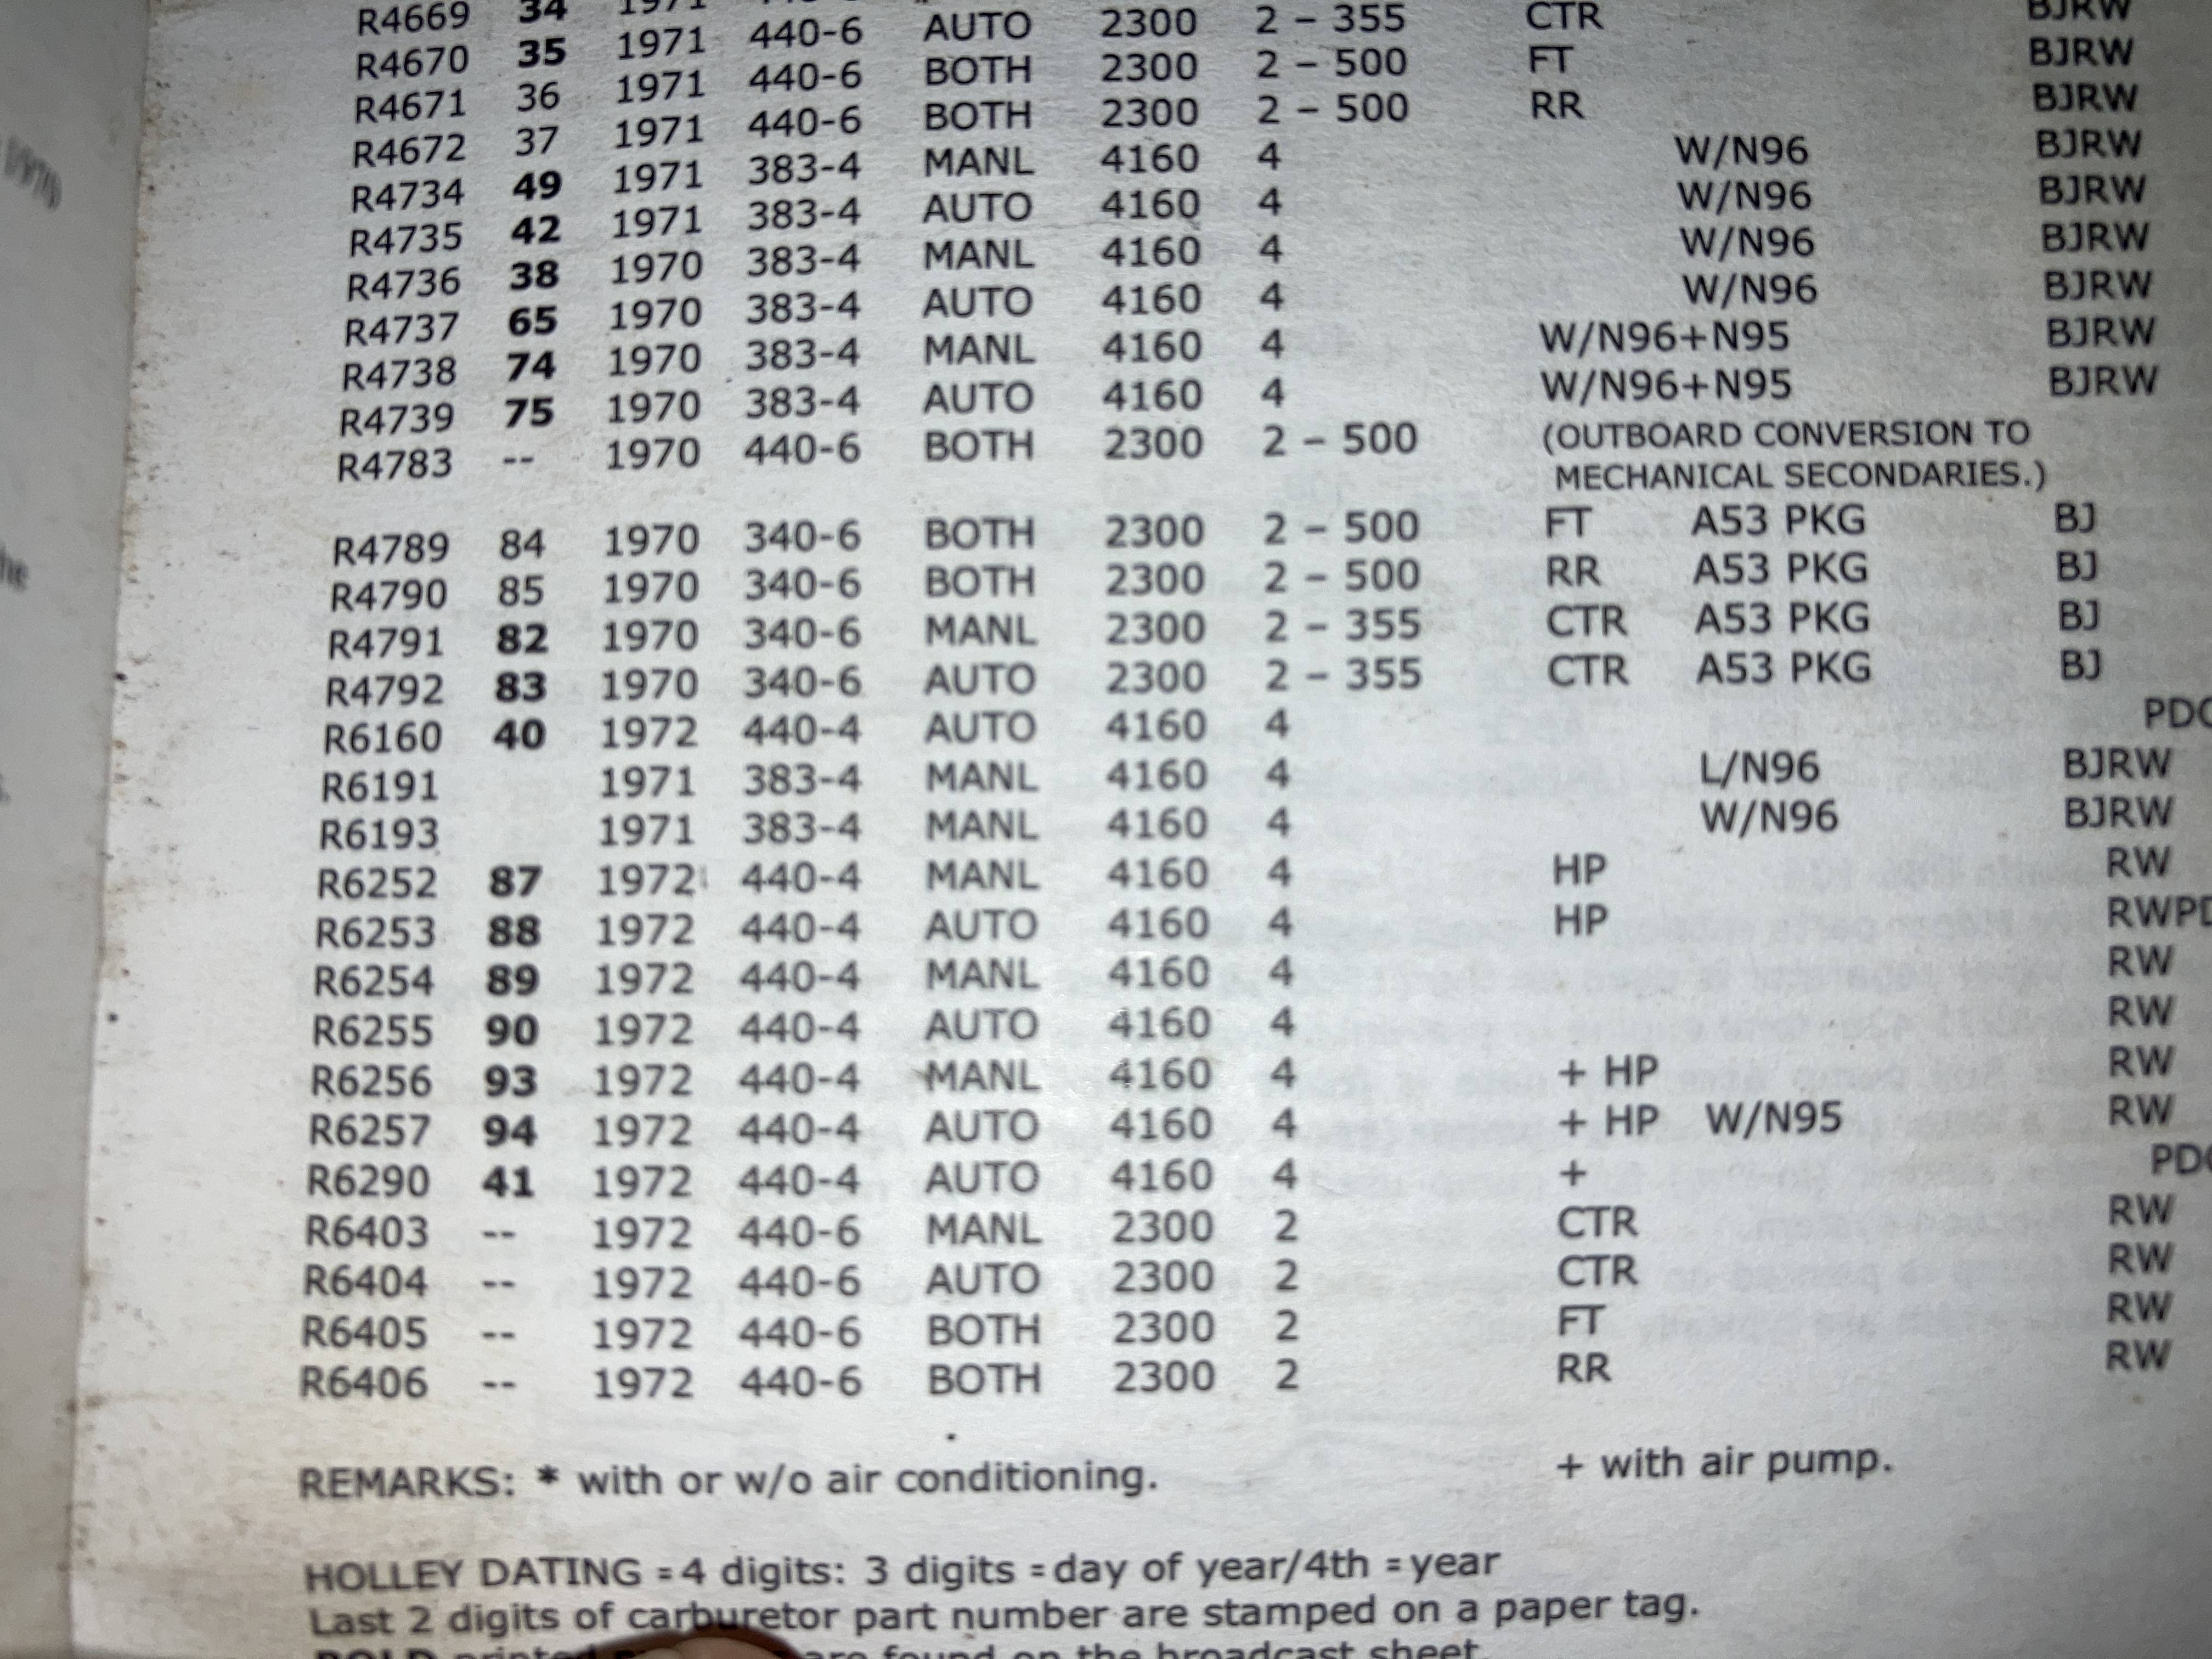 R4669 34 1971
R4670 35 1971 440-6 AUTO 2300 2 – 355 CTR BJRW
R4671 36 1971 440-6 BOTH 2300 2 – 500 FT BJRW
R4672 37 1971 440-6 BOTH 2300 2 – 500 RR BJRW
R4734 49 1971 383-4 MANL 4160 4 W/N96 BJRW
R4735 42 1971 383-4 AUTO 4160 4 W/N96 BJRW
R4736 38 1970 383-4 MANL 4160 4 W/N96 BJRW
R4737 65 1970 383-4 AUTO 4160 4 W/N96 BJRW
R4738 74 1970 383-4 MANL 4160 4 W/N96+N95 BJRW
R4739 75 1970 383-4 AUTO 4160 4 W/N96+N95 BJRW
R4783 -- 1970 440-6 BOTH 2300 2 – 500 (OUTBOARD CONVERSION TO
MECHANICAL SECONDARIES.)
R4789 84 1970 340-6 BOTH 2300 2 – 500 FT A53 PKG BJ
R4790 85 1970 340-6 BOTH 2300 2 – 500 RR A53 PKG BJ
R4791 82 1970 340-6 MANL 2300 2 – 355 CTR A53 PKG BJ
R4792 83 1970 340-6 AUTO 2300 2 – 355 CTR A53 PKG BJ
R6160 40 1972 440-4 AUTO 4160 4
R6191 1971 383-4 MANL 4160 4 L/N96 BJRW
R6193 1971 383-4 MANL 4160 4 W/N96 BJRW
R6252 87 1972 440-4 MANL 4160 4 HP RW
R6253 88 1972 440-4 AUTO 4160 4 HP RWPD
R6254 89 1972 440-4 MANL 4160 4 RW
R6255 90 1972 440-4 AUTO 4160 4 RW
R6256 93 1972 440-4 MANL 4160 4 + HP RW
R6257 94 1972 440-4 AUTO 4160 4 + HP W/N95 RW
R6290 41 1972 440-4 AUTO 4160 4 +
R6403 -- 1972 440-6 MANL 2300 2 CTR RW
R6404 -- 1972 440-6 AUTO 2300 2 CTR RW
R6405 -- 1972 440-6 BOTH 2300 2 FT RW
R6406 -- 1972 440-6 BOTH 2300 2 RR RW
REMARKS: * with or w/o air conditioning. + with air pump.
HOLLEY DATING = 4 digits: 3 digits = day of year/4th = year
Last 2 digits of carburetor part number are stamped on a paper tag.
BOLD printed are found on the broadcast sheet.